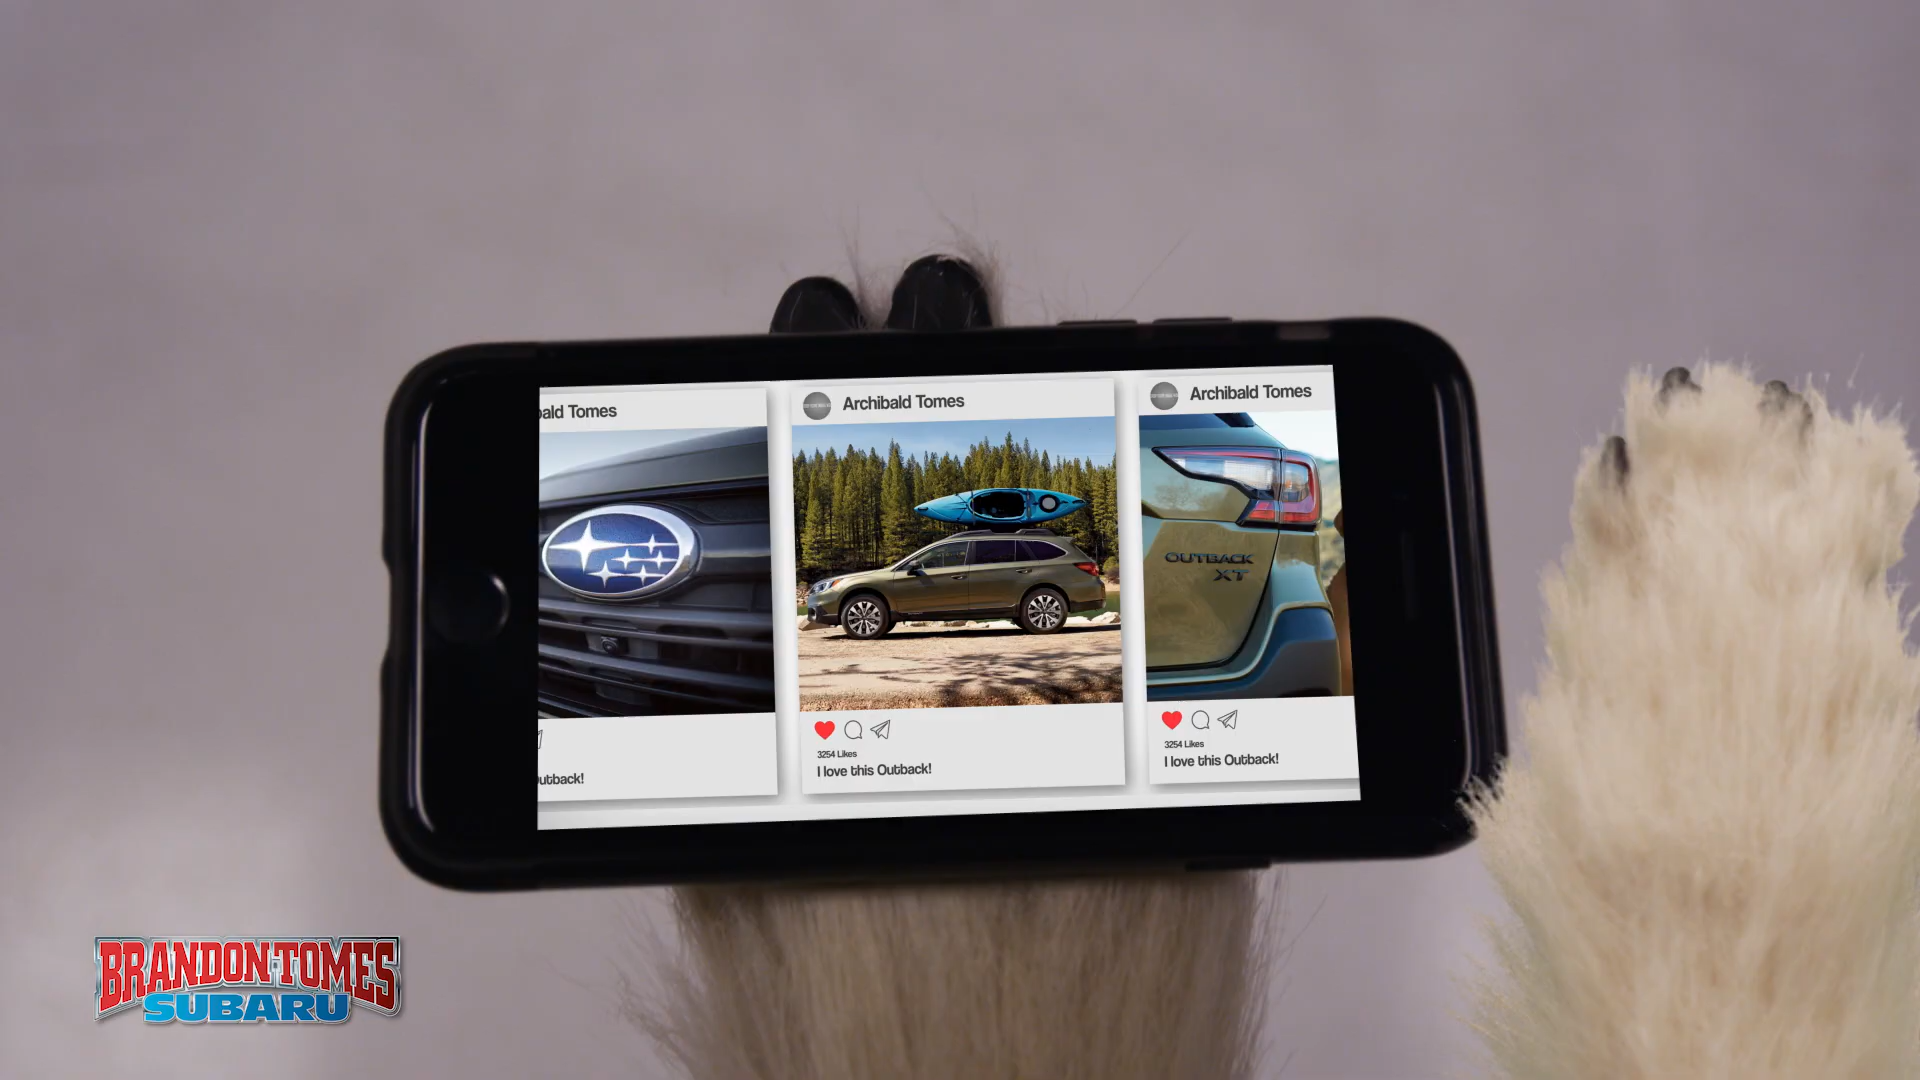 bald Tomes
utback!
Archibald Tomes
3254 Likes
I love this Outback!
Archibald Tomes
OUTBACK
XT
3254 Likes
I love this Outback!
BRANDON TOMES
SUBARU